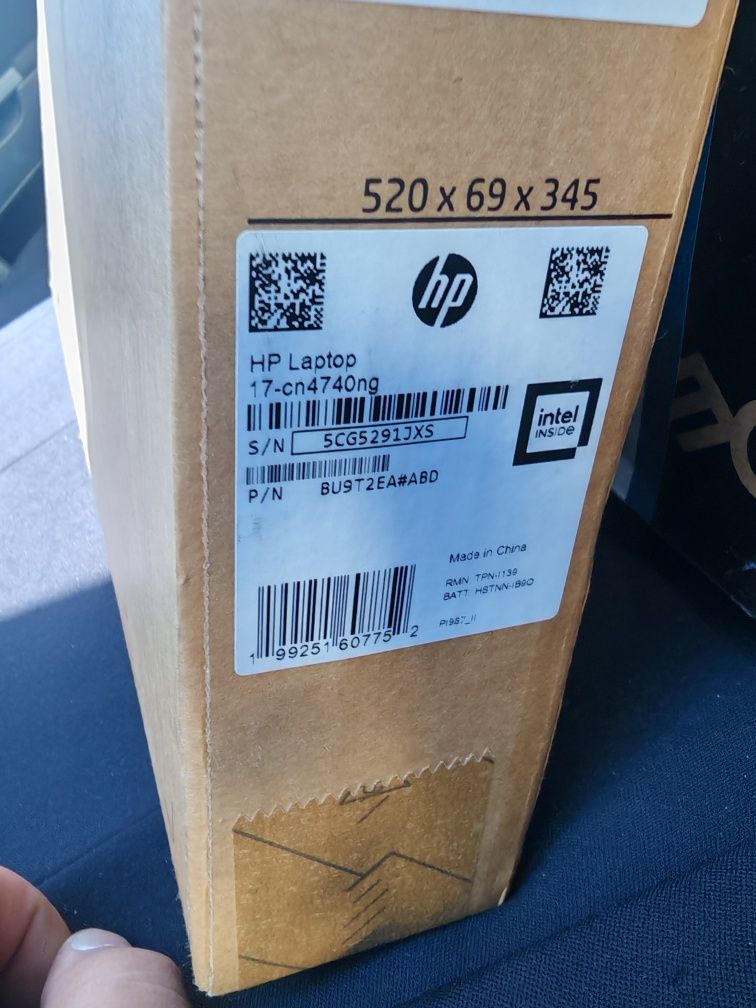 520 x 69 x 345
hp
HP Laptop
17-cn4740ng
S/N 5CG5291JXS
intel
INSIDE
P/N BU9T2EA#ABD
Made in China
RMN TPN-I139
BATT HSTNN-IB9O
1 99251 60775 2